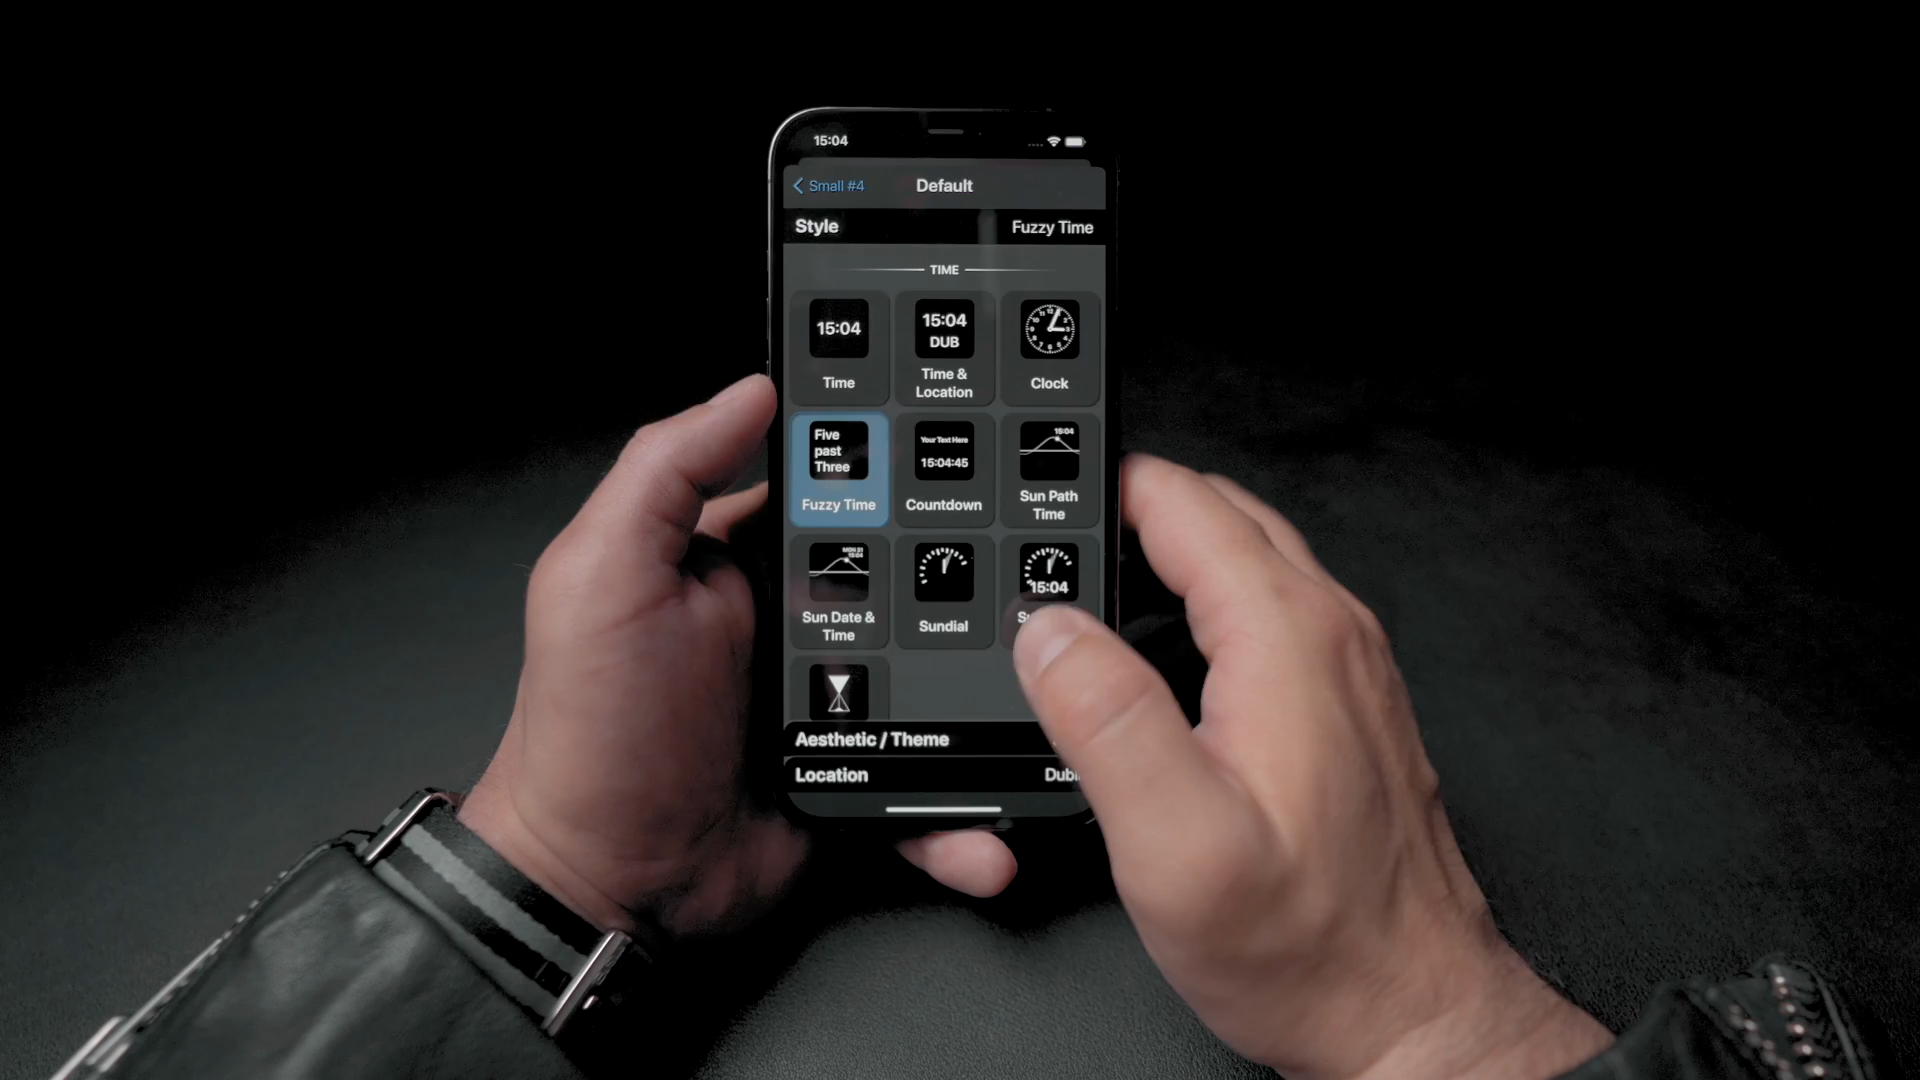 15:04
Small #4
Default
Style
Fuzzy Time
TIME
15:04
Time
15:04
DUB
Time &
Location
Clock
Five
past
Three
Fuzzy Time
Your Text Here
15:04:45
Countdown
15:04
Sun Path
Time
15:04
Sun Date &
Time
Sundial
15:04
Aesthetic / Theme
Location